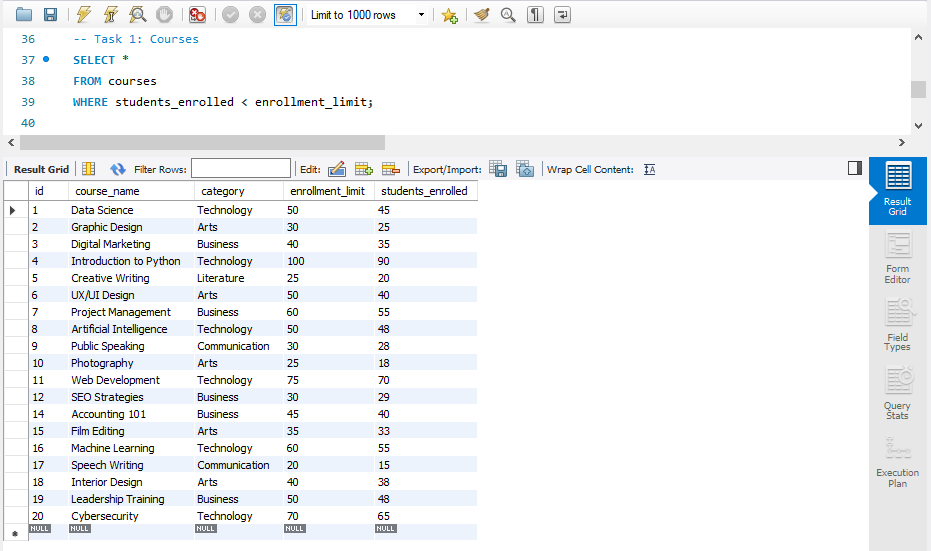 Limit to 1000 rows
36 -- Task 1: Courses
37 SELECT *
38 FROM courses
39 WHERE students_enrolled < enrollment_limit;
40
Result Grid Filter Rows: Edit: Export/Import: Wrap Cell Content:
id course_name category enrollment_limit students_enrolled
1 Data Science Technology 50 45
2 Graphic Design Arts 30 25
3 Digital Marketing Business 40 35
4 Introduction to Python Technology 100 90
5 Creative Writing Literature 25 20
6 UX/UI Design Arts 50 40
7 Project Management Business 60 55
8 Artificial Intelligence Technology 50 48
9 Public Speaking Communication 30 28
10 Photography Arts 25 18
11 Web Development Technology 75 70
12 SEO Strategies Business 30 29
14 Accounting 101 Business 45 40
15 Film Editing Arts 35 33
16 Machine Learning Technology 60 55
17 Speech Writing Communication 20 15
18 Interior Design Arts 40 38
19 Leadership Training Business 50 48
20 Cybersecurity Technology 70 65
NULL NULL NULL NULL NULL
Result
Grid
Form
Editor
Field
Types
Query
Stats
Execution
Plan